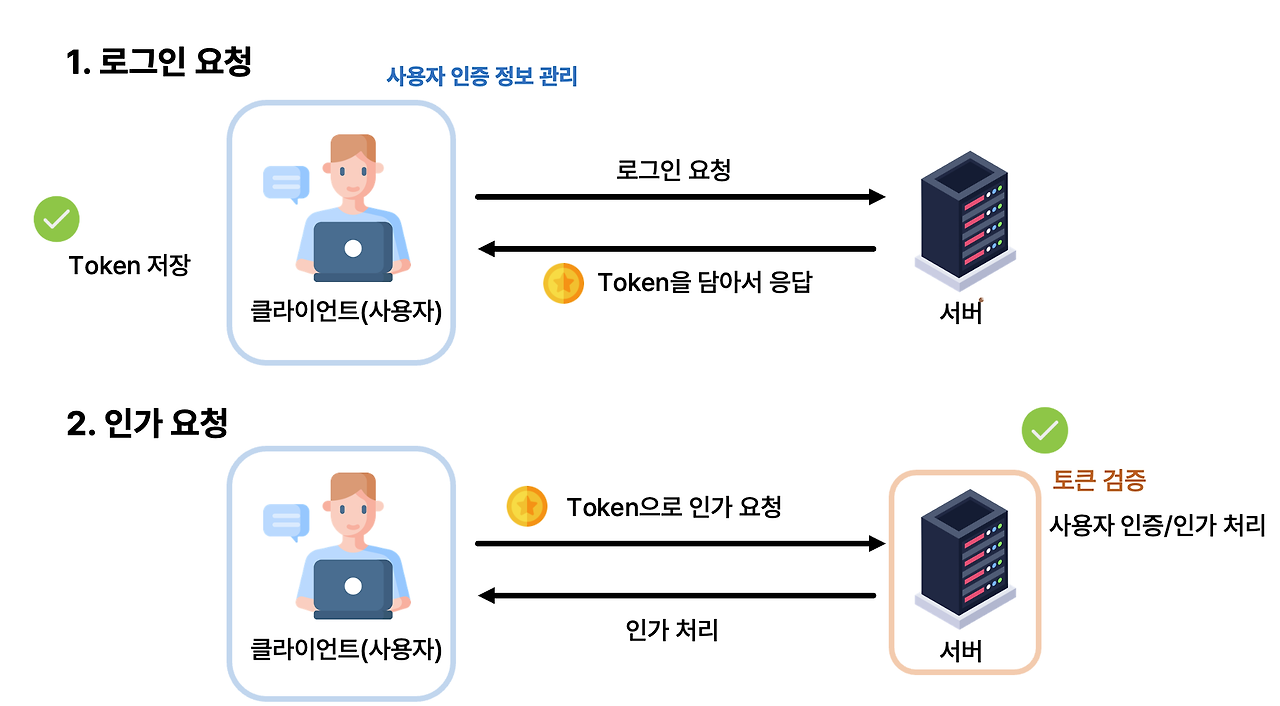 1. 로그인 요청
사용자 인증 정보 관리
로그인 요청
Token 저장
Token을 담아서 응답
클라이언트(사용자)
서버
2. 인가 요청
토큰 검증
Token으로 인가 요청
사용자 인증/인가 처리
인가 처리
클라이언트(사용자)
서버